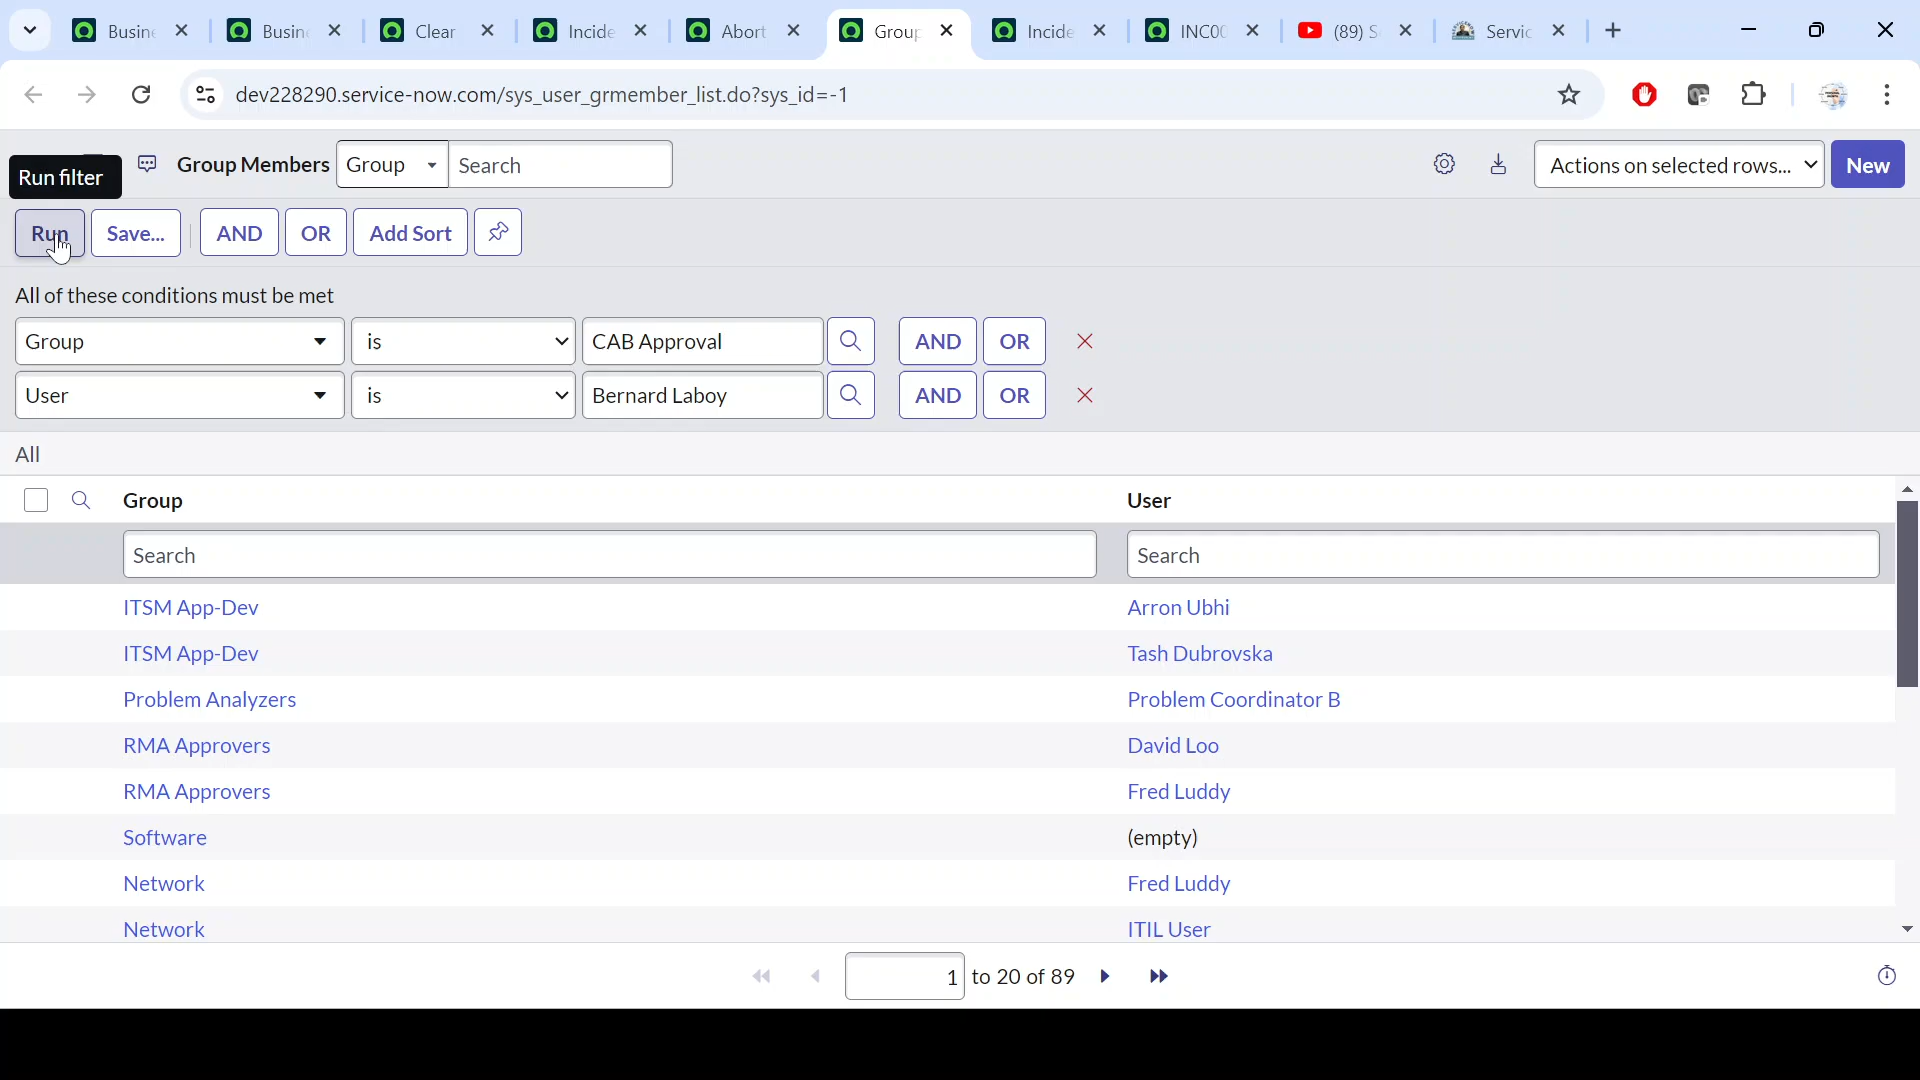 Busin
Busin
Clear
Incide
Abort
Group
Incide
INC00
(89) S
Servic
dev228290.service-now.com/sys_user_grmember_list.do?sys_id=-1
Run filter
Group Members
Group
Search
Actions on selected rows...
New
Run
Save...
AND
OR
Add Sort
All of these conditions must be met
Group
is
CAB Approval
AND
OR
User
is
Bernard Laboy
AND
OR
All
Group
User
Search
Search
ITSM App-Dev
Arron Ubhi
ITSM App-Dev
Tash Dubrovska
Problem Analyzers
Problem Coordinator B
RMA Approvers
David Loo
RMA Approvers
Fred Luddy
Software
(empty)
Network
Fred Luddy
Network
ITIL User
1 to 20 of 89